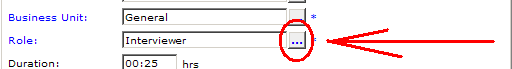 Business Unit: General *
Role: Interviewer ... *
Duration: 00:25 hrs